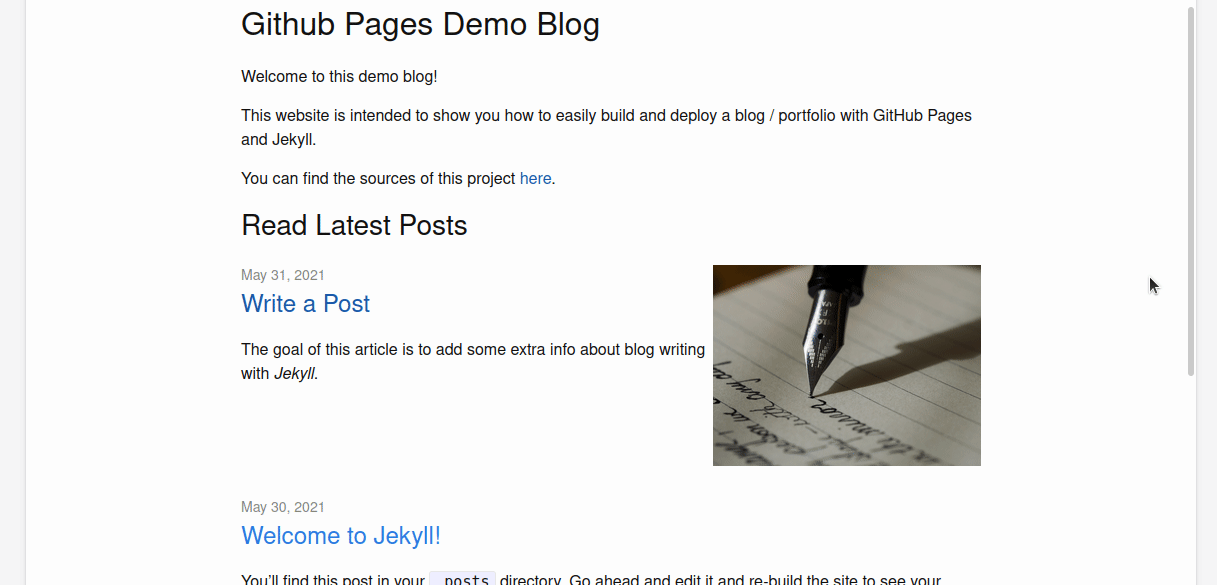 Github Pages Demo Blog
Welcome to this demo blog!
This website is intended to show you how to easily build and deploy a blog / portfolio with GitHub Pages
and Jekyll.
You can find the sources of this project here.
Read Latest Posts
May 31, 2021
Write a Post
The goal of this article is to add some extra info about blog writing
with Jekyll.
May 30, 2021
Welcome to Jekyll!
You’ll find this post in your _posts directory. Go ahead and edit it and re-build the site to see your